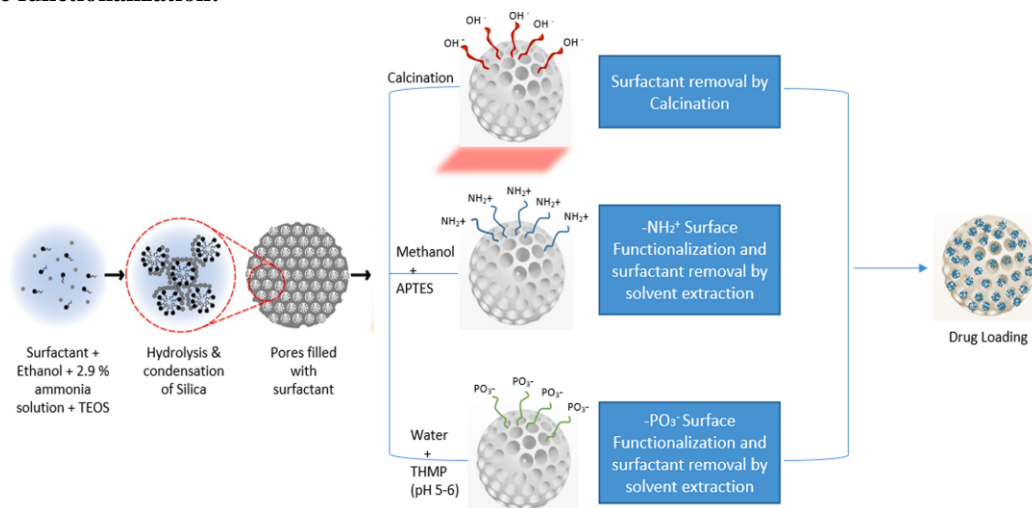 e functionalization.
OH -
OH -
OH -
OH -
OH -
Calcination
Surfactant removal by
Calcination
NH2+
NH2+
NH2+
NH2+
NH2+
Methanol
+
APTES
-NH₂⁺ Surface
Functionalization and
surfactant removal by
solvent extraction
Surfactant +
Ethanol + 2.9 %
ammonia
solution + TEOS
Hydrolysis &
condensation
of Silica
Pores filled
with
surfactant
Drug Loading
PO3-
PO3-
PO3-
PO3-
Water
+
THMP
(pH 5-6)
-PO₃⁻ Surface
Functionalization and
surfactant removal by
solvent extraction